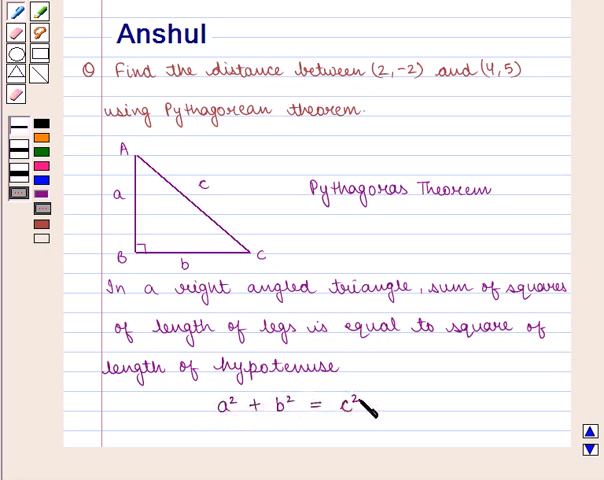 Anshul
Q Find the distance between (2,-2) and (4,5)
using Pythagorean theorem.
A
a
c
Pythagoras Theorem
B
b
C
In a right angled triangle, sum of squares
of length of legs is equal to square of
length of hypotenuse
a² + b² = c²